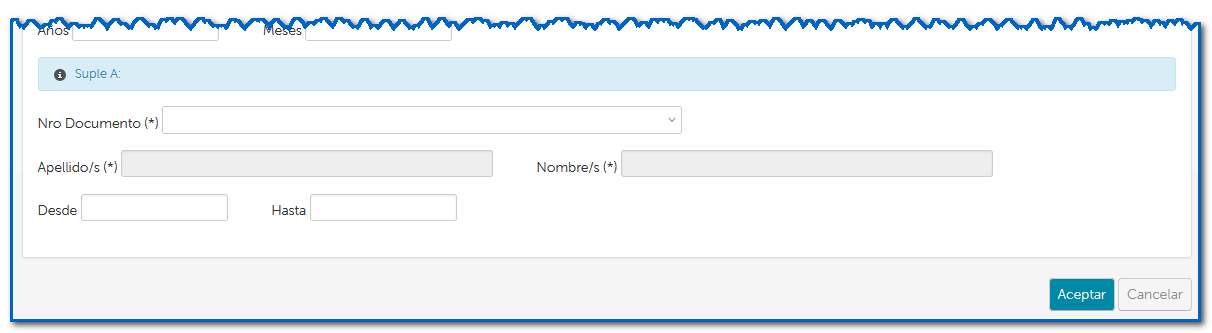 Años Meses
Suple A:
Nro Documento (*)
Apellido/s (*) Nombre/s (*)
Desde Hasta
Aceptar Cancelar